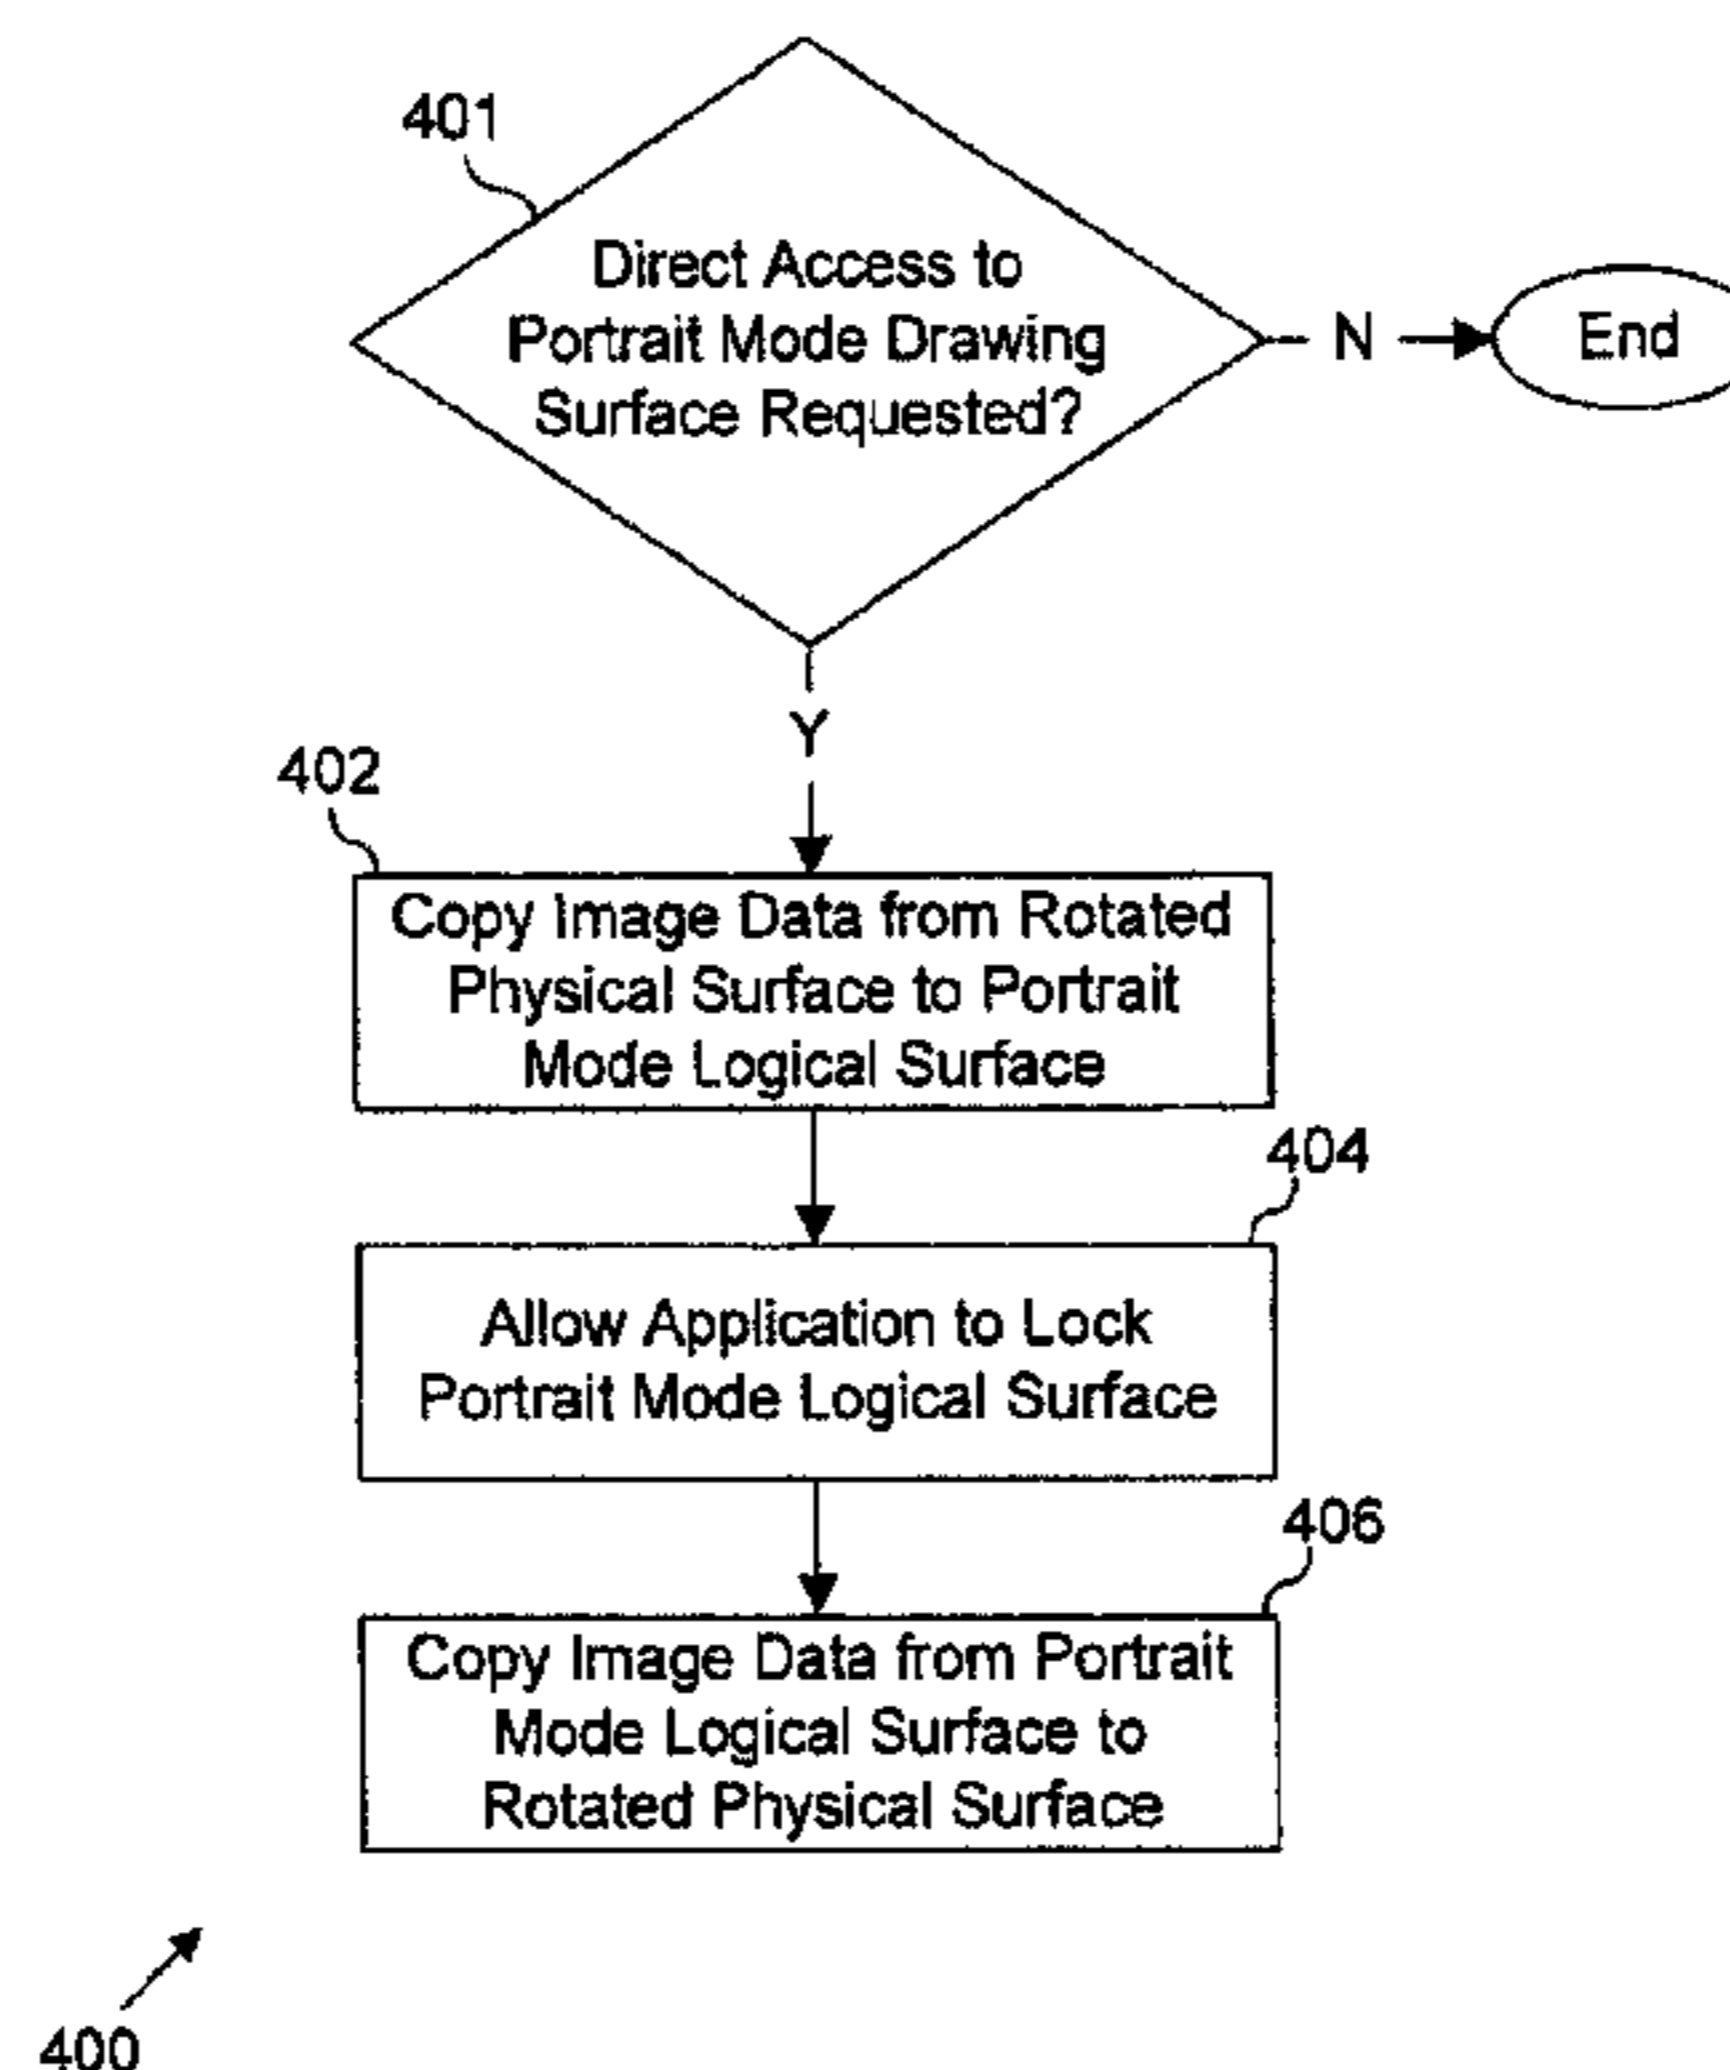 401
Direct Access to
Portrait Mode Drawing
Surface Requested?
N
End
Y
402
Copy Image Data from Rotated
Physical Surface to Portrait
Mode Logical Surface
404
Allow Application to Lock
Portrait Mode Logical Surface
406
Copy Image Data from Portrait
Mode Logical Surface to
Rotated Physical Surface
400